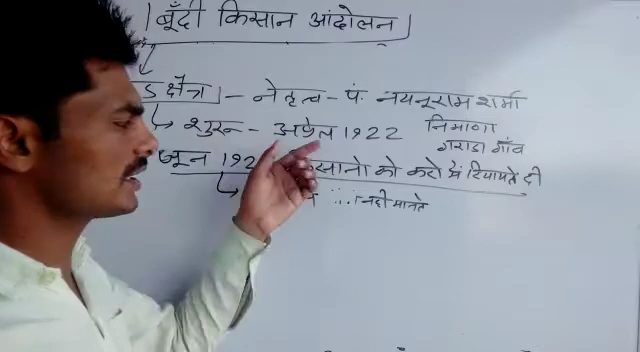 बूँदी किसान आंदोलन
ड क्षेत्र - नेतृत्व - पं. नयनूराम शर्मा
शुरू - अप्रैल 1922 निमाणा
गराडा गाँव
जून 192 सानो को करो में रियायते दी
नही मानते